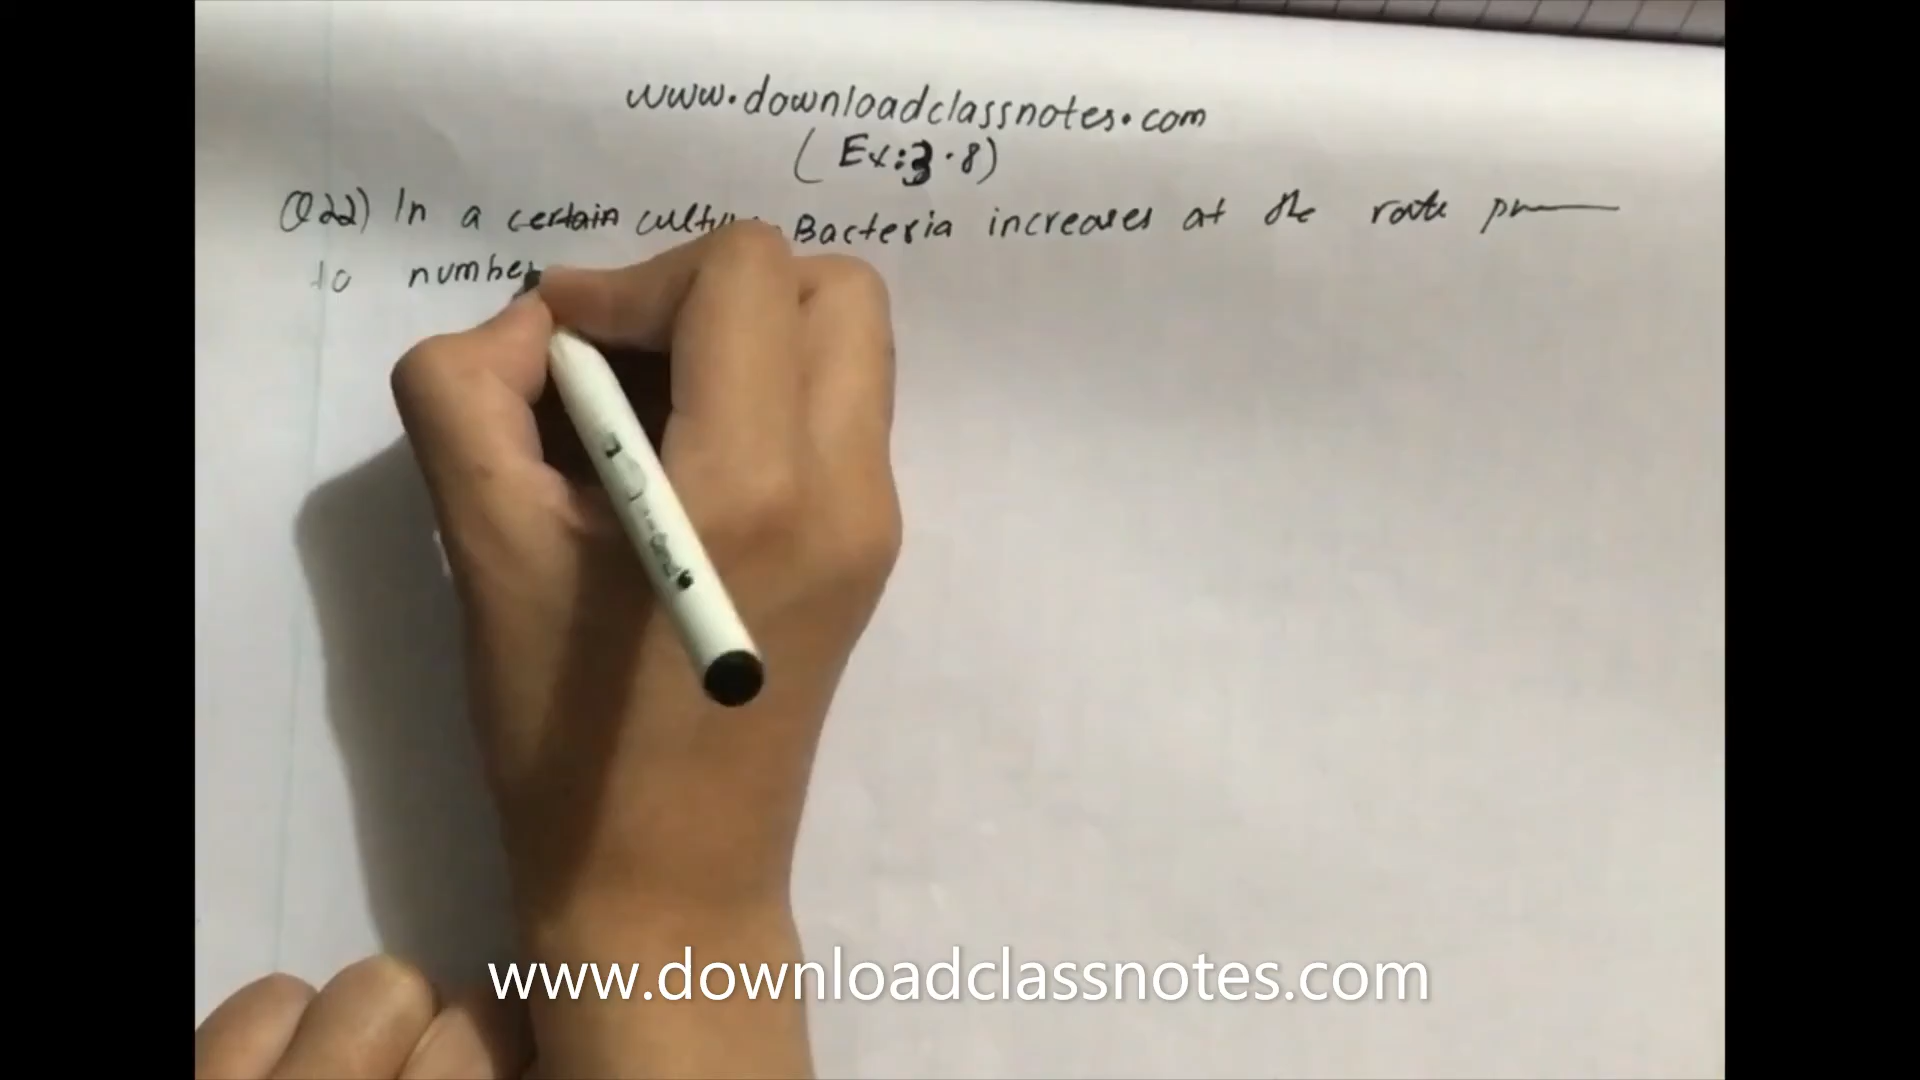 www.downloadclassnotes.com
(Ex:3.8)
Q22) In a certain culture Bacteria increases at the rate
to number
www.downloadclassnotes.com